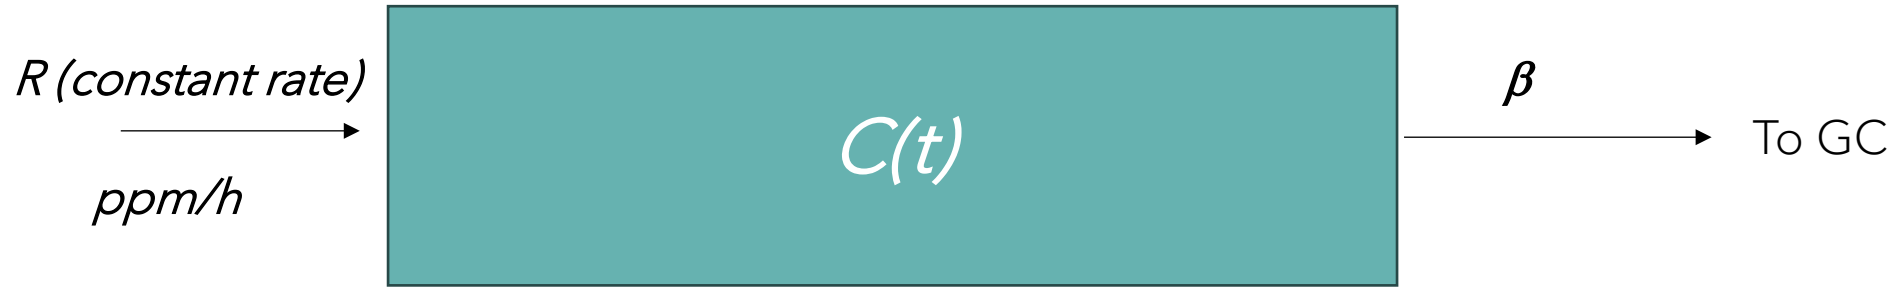 R (constant rate)
ppm/h
C(t)
β
To GC